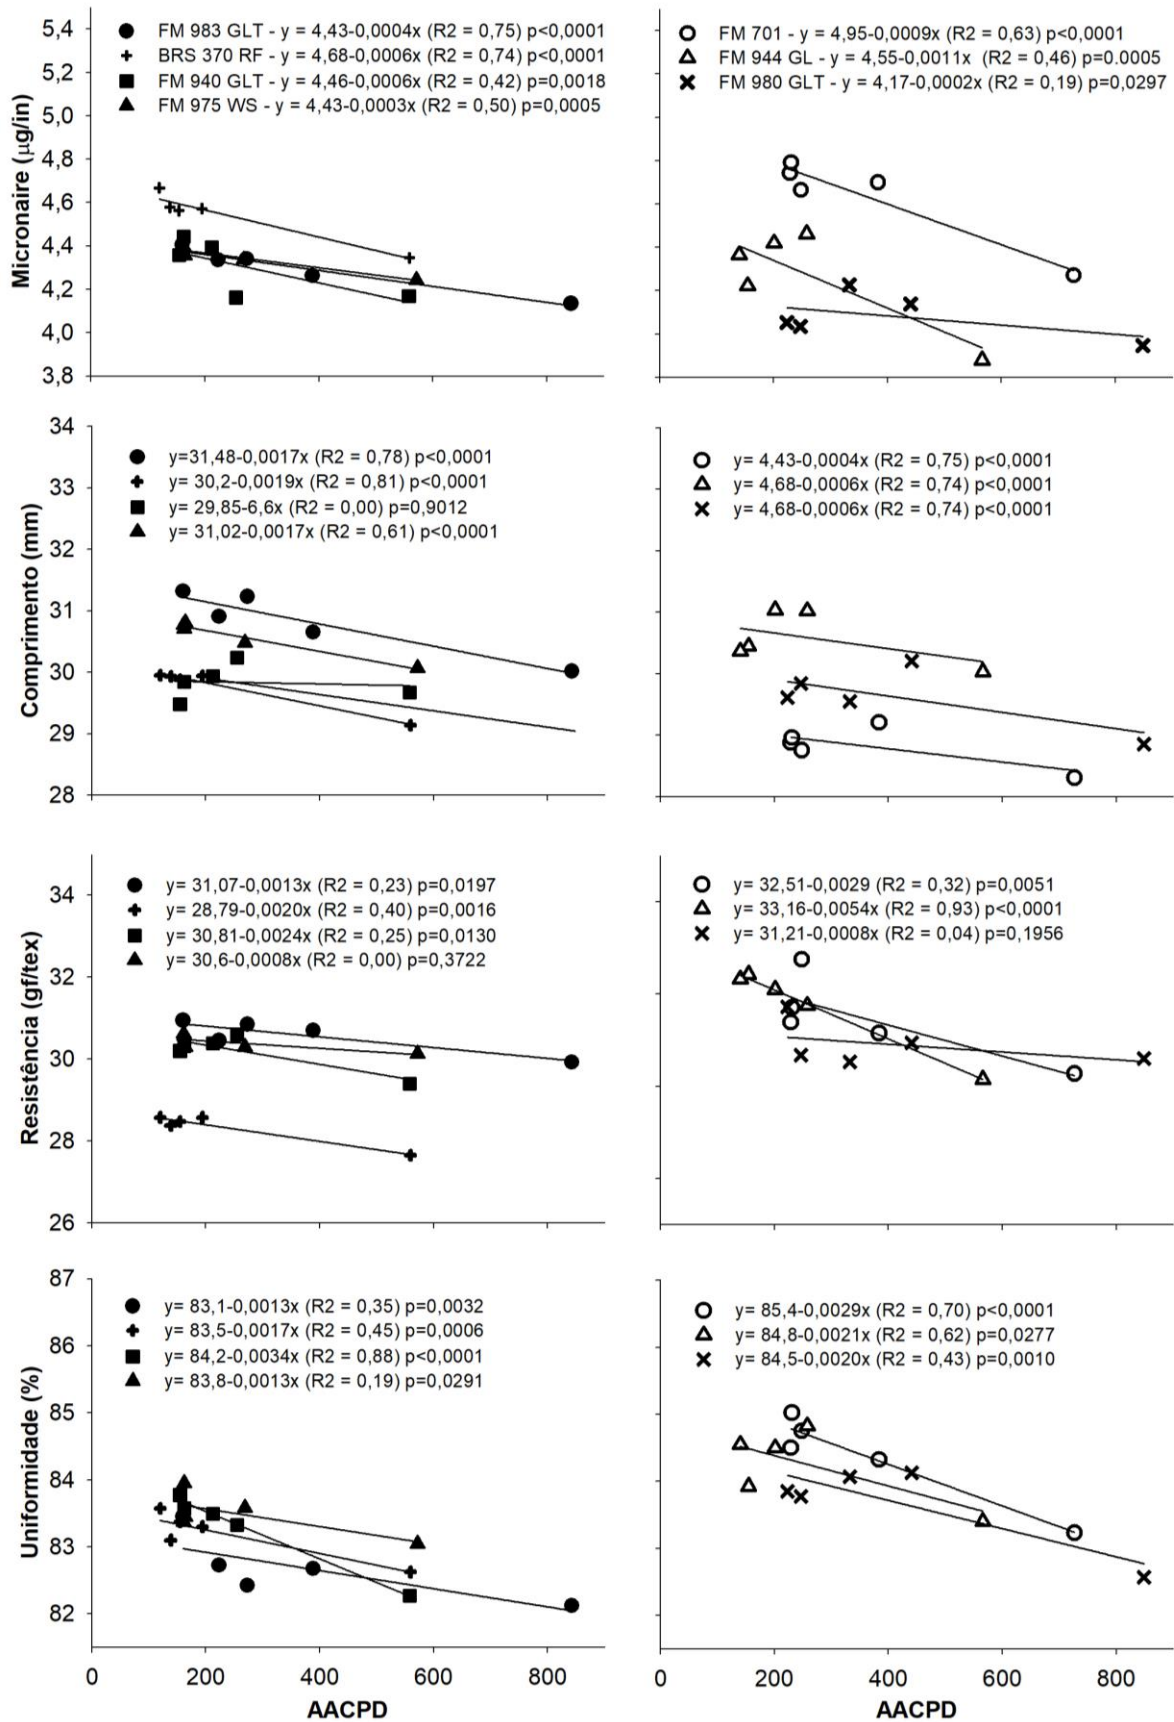 Micronaire (µg/in)
5,4
5,2
5,0
4,8
4,6
4,4
4,2
4,0
3,8
FM 983 GLT - y = 4,43-0,0004x (R2 = 0,75) p<0,0001
BRS 370 RF - y = 4,68-0,0006x (R2 = 0,74) p<0,0001
FM 940 GLT - y = 4,46-0,0006x (R2 = 0,42) p=0,0018
FM 975 WS - y = 4,43-0,0003x (R2 = 0,50) p=0,0005
FM 701 - y = 4,95-0,0009x (R2 = 0,63) p<0,0001
FM 944 GL - y = 4,55-0,0011x (R2 = 0,46) p=0.0005
FM 980 GLT - y = 4,17-0,0002x (R2 = 0,19) p=0,0297
Comprimento (mm)
34
33
32
31
30
29
28
y=31,48-0,0017x (R2 = 0,78) p<0,0001
y= 30,2-0,0019x (R2 = 0,81) p<0,0001
y= 29,85-6,6x (R2 = 0,00) p=0,9012
y= 31,02-0,0017x (R2 = 0,61) p<0,0001
y= 4,43-0,0004x (R2 = 0,75) p<0,0001
y= 4,68-0,0006x (R2 = 0,74) p<0,0001
y= 4,68-0,0006x (R2 = 0,74) p<0,0001
Resistência (gf/tex)
34
32
30
28
26
y= 31,07-0,0013x (R2 = 0,23) p=0,0197
y= 28,79-0,0020x (R2 = 0,40) p=0,0016
y= 30,81-0,0024x (R2 = 0,25) p=0,0130
y= 30,6-0,0008x (R2 = 0,00) p=0,3722
y= 32,51-0,0029 (R2 = 0,32) p=0,0051
y= 33,16-0,0054x (R2 = 0,93) p<0,0001
y= 31,21-0,0008x (R2 = 0,04) p=0,1956
Uniformidade (%)
87
86
85
84
83
82
y= 83,1-0,0013x (R2 = 0,35) p=0,0032
y= 83,5-0,0017x (R2 = 0,45) p=0,0006
y= 84,2-0,0034x (R2 = 0,88) p<0,0001
y= 83,8-0,0013x (R2 = 0,19) p=0,0291
y= 85,4-0,0029x (R2 = 0,70) p<0,0001
y= 84,8-0,0021x (R2 = 0,62) p=0,0277
y= 84,5-0,0020x (R2 = 0,43) p=0,0010
0 200 400 600 800
AACPD
0 200 400 600 800
AACPD